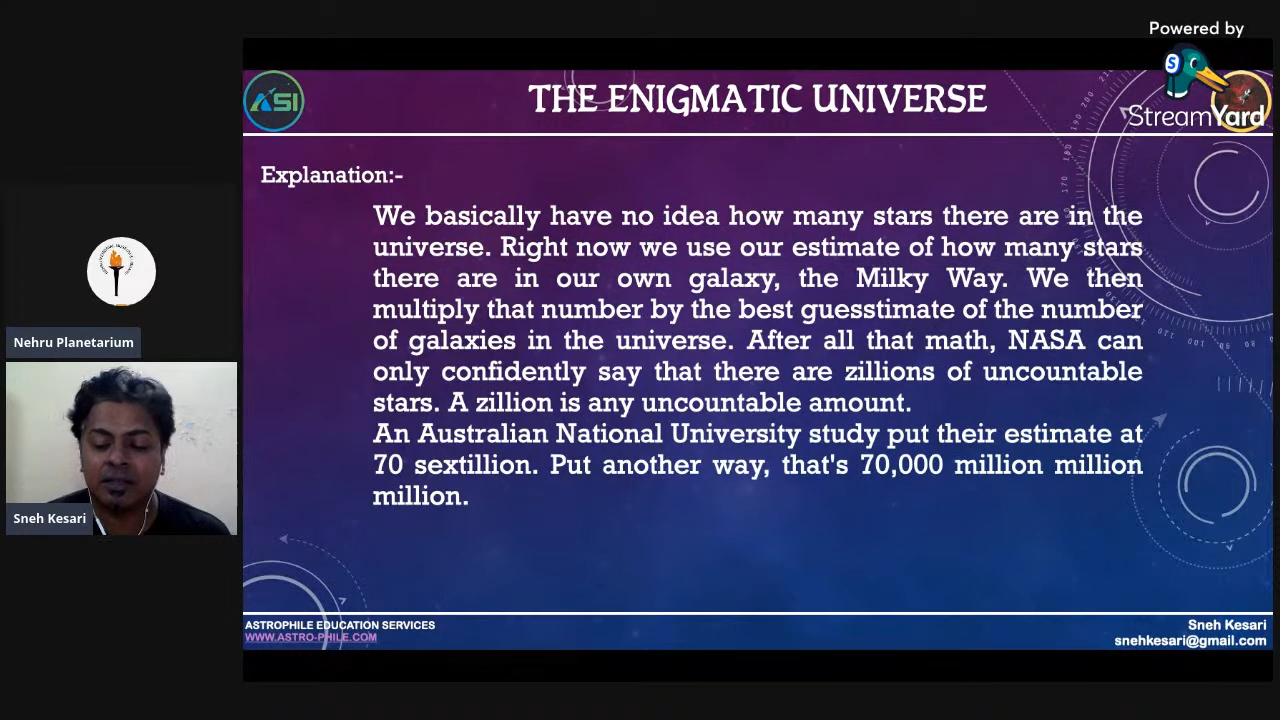 Powered by
StreamYard
ASI
THE ENIGMATIC UNIVERSE
Explanation:-
We basically have no idea how many stars there are in the
universe. Right now we use our estimate of how many stars
there are in our own galaxy, the Milky Way. We then
multiply that number by the best guesstimate of the number
of galaxies in the universe. After all that math, NASA can
only confidently say that there are zillions of uncountable
stars. A zillion is any uncountable amount.
An Australian National University study put their estimate at
70 sextillion. Put another way, that's 70,000 million million
million.
Nehru Planetarium
Sneh Kesari
ASTROPHILE EDUCATION SERVICES
WWW.ASTRO-PHILE.COM
Sneh Kesari
snehkesari@gmail.com